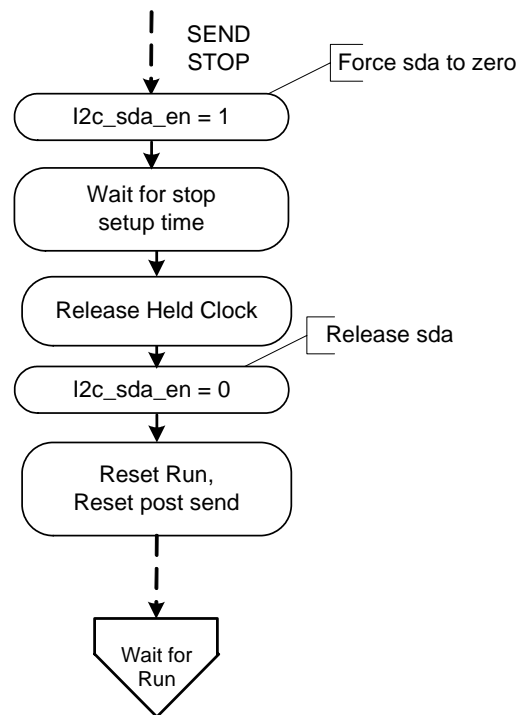 SEND
STOP
Force sda to zero
I2c_sda_en = 1
Wait for stop
setup time
Release Held Clock
Release sda
I2c_sda_en = 0
Reset Run,
Reset post send
Wait for
Run